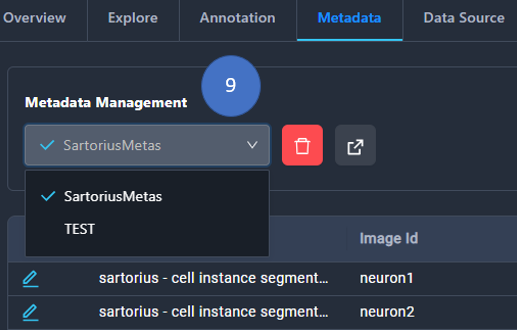 Overview Explore Annotation Metadata Data Source
9
Metadata Management
SartoriusMetas
SartoriusMetas
TEST
Image Id
sartorius - cell instance segment... neuron1
sartorius - cell instance segment... neuron2